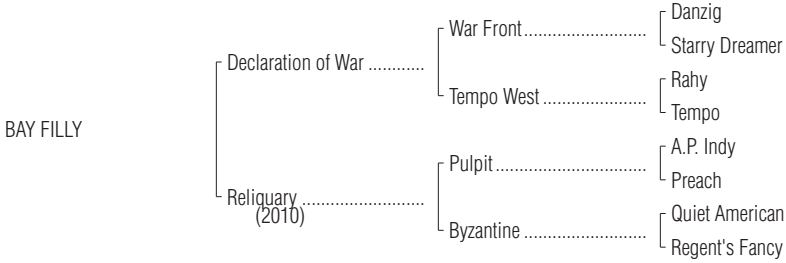 Danzig
War Front..........................
Starry Dreamer
Declaration of War ............
Rahy
Tempo West ......................
Tempo
BAY FILLY
A.P. Indy
Pulpit................................
Preach
Reliquary ..........................
(2010)
Quiet American
Byzantine ..........................
Regent's Fancy